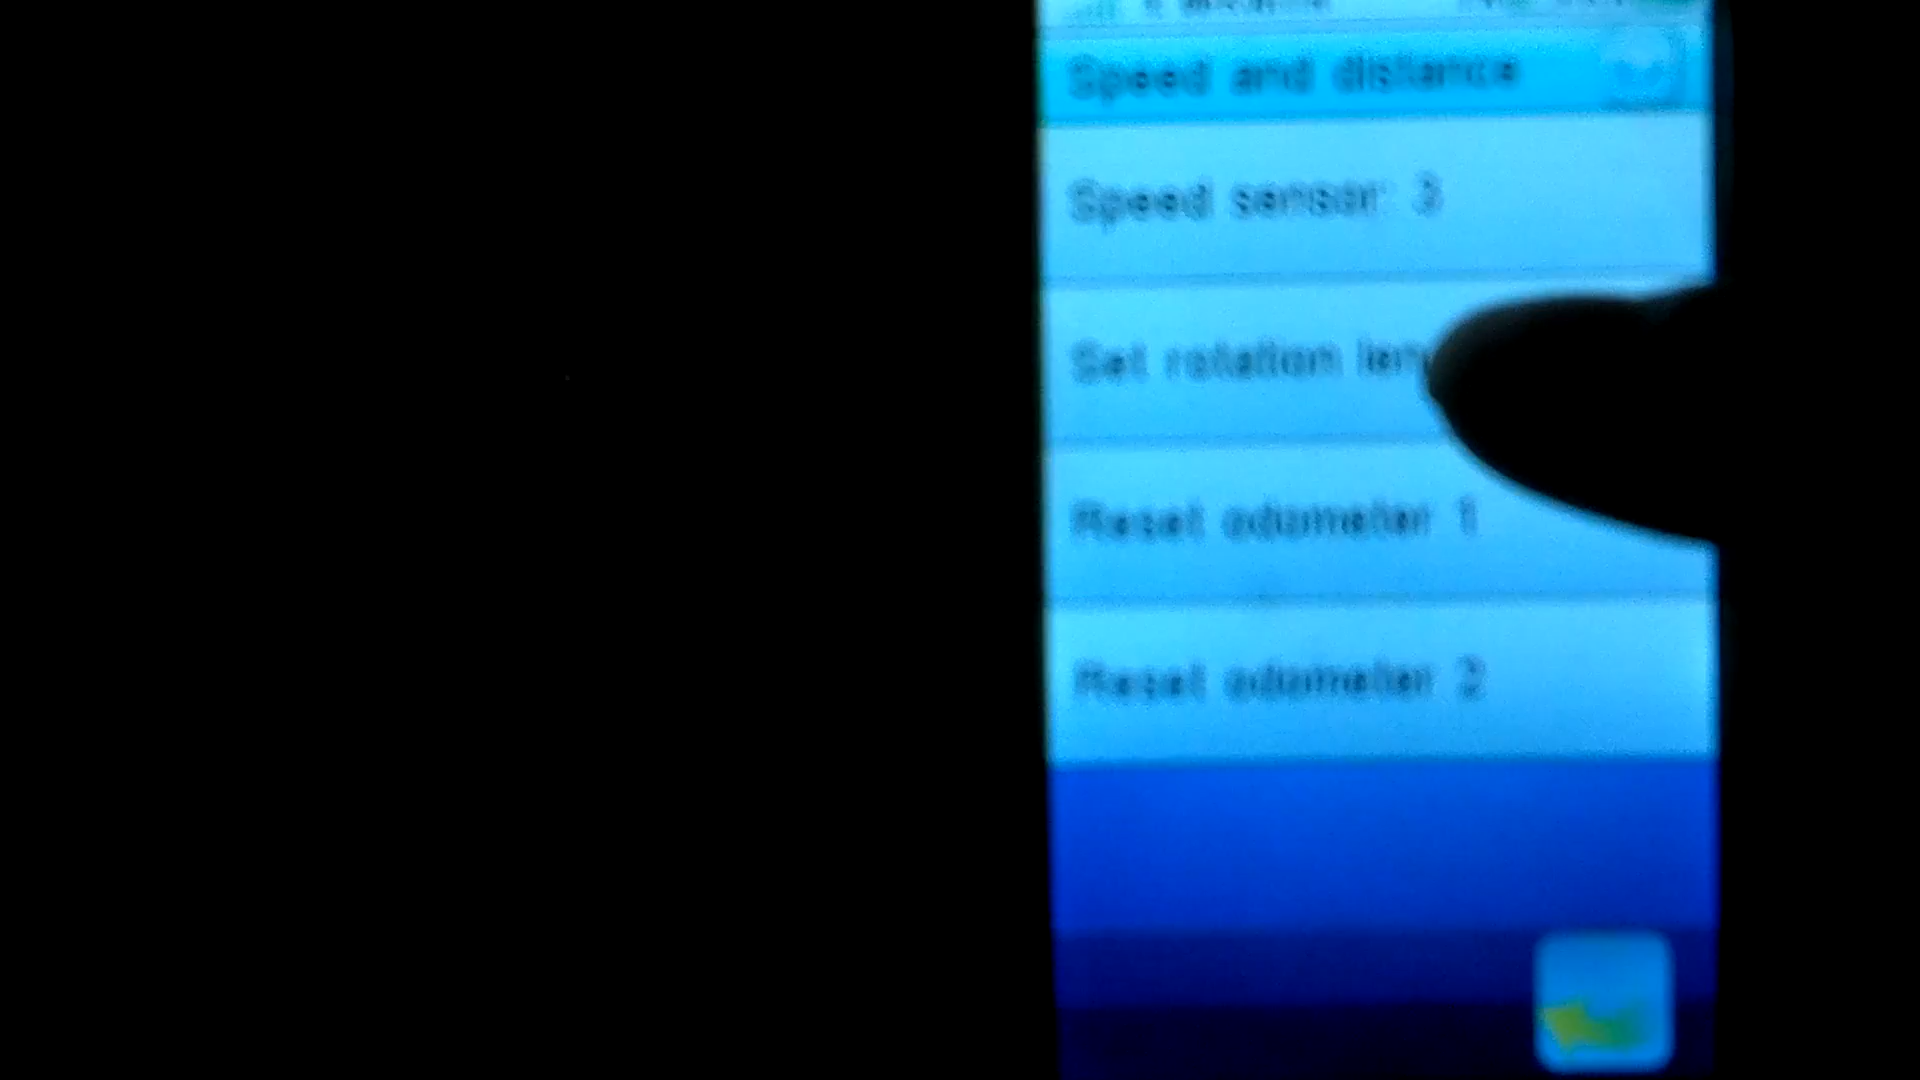 Speed and distance
Speed sensor: 3
Set rotation len
Reset odometer 1
Reset odometer 2